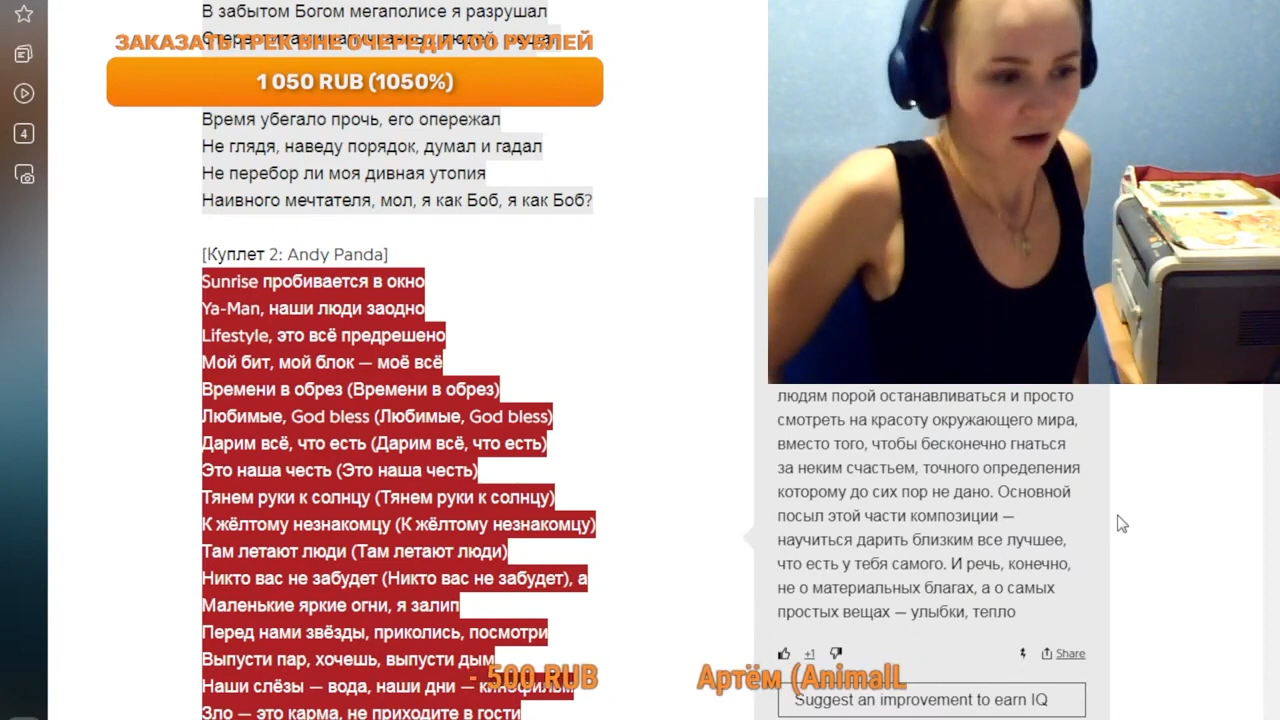 В забытом Богом мегаполисе я разрушал
ЗАКАЗАТЬ ТРЕК ВНЕ ОЧЕРЕДИ 100 РУБЛЕЙ
1 050 RUB (1050%)
Время убегало прочь, его опережал
Не глядя, наведу порядок, думал и гадал
Не перебор ли моя дивная утопия
Наивного мечтателя, мол, я как Боб, я как Боб?
[Куплет 2: Andy Panda]
Sunrise пробивается в окно
Ya-Man, наши люди заодно
Lifestyle, это всё предрешено
Мой бит, мой блок — моё всё
Времени в обрез (Времени в обрез)
Любимые, God bless (Любимые, God bless)
Дарим всё, что есть (Дарим всё, что есть)
Это наша честь (Это наша честь)
Тянем руки к солнцу (Тянем руки к солнцу)
К жёлтому незнакомцу (К жёлтому незнакомцу)
Там летают люди (Там летают люди)
Никто вас не забудет (Никто вас не забудет), а
Маленькие яркие огни, я залип
Перед нами звёзды, приколись, посмотри
Выпусти пар, хочешь, выпусти дым
Наши слёзы — вода, наши дни — кинофильм
Зло — это карма, не приходите в гости
- 500 RUB
Артём (AnimalL
людям порой останавливаться и просто
смотреть на красоту окружающего мира,
вместо того, чтобы бесконечно гнаться
за неким счастьем, точного определения
которому до сих пор не дано. Основной
посыл этой части композиции —
научиться дарить близким все лучшее,
что есть у тебя самого. И речь, конечно,
не о материальных благах, а о самых
простых вещах — улыбки, тепло
+1
Share
Suggest an improvement to earn IQ
4